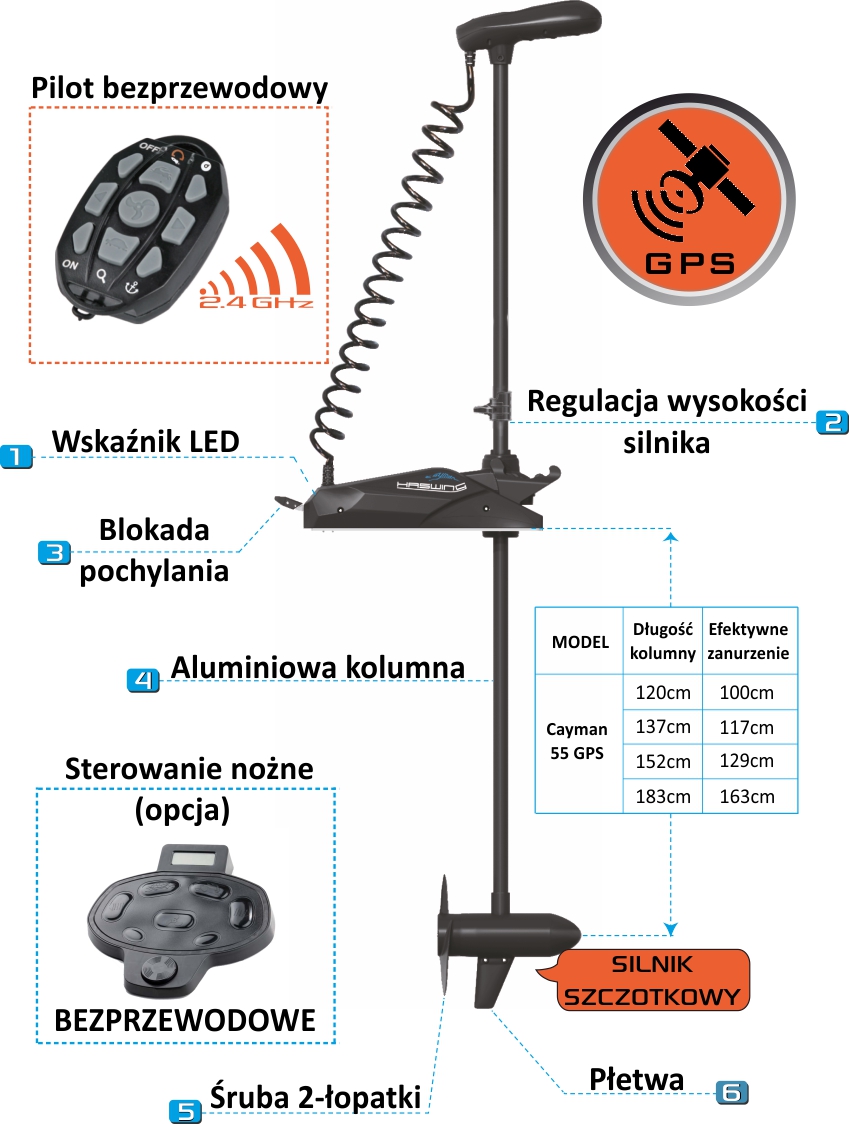 Pilot bezprzewodowy
OFF
ON
2.4 GHz
GPS
Regulacja wysokości
silnika
2
Wskaźnik LED
1
HASWING
Blokada
pochylania
3
Aluminiowa kolumna
4
MODEL
Długość
kolumny
Efektywne
zanurzenie
Cayman
55 GPS
120cm 100cm
137cm 117cm
152cm 129cm
183cm 163cm
Sterowanie nożne
(opcja)
BEZPRZEWODOWE
SILNIK
SZCZOTKOWY
Płetwa
6
Śruba 2-łopatki
5